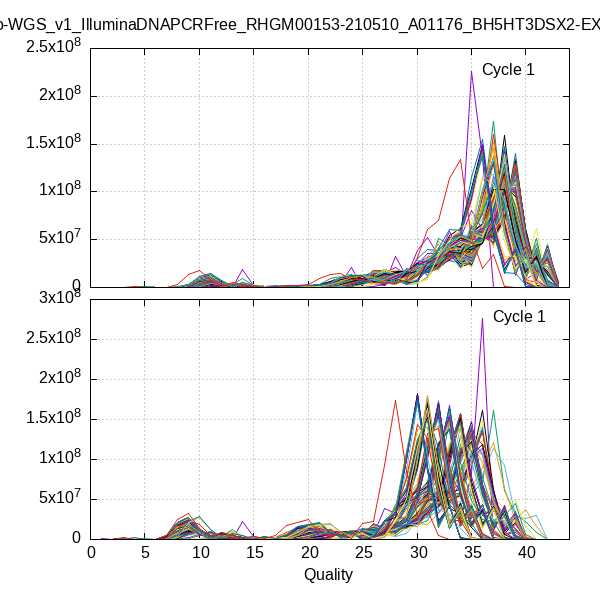 o-WGS_v1_IlluminaDNAPCRFree_RHGM00153-210510_A01176_BH5HT3DSX2-EX
2.5x10^8
Cycle 1
2x10^8
1.5x10^8
1x10^8
5x10^7
0
3x10^8
Cycle 1
2.5x10^8
2x10^8
1.5x10^8
1x10^8
5x10^7
0
0 5 10 15 20 25 30 35 40
Quality